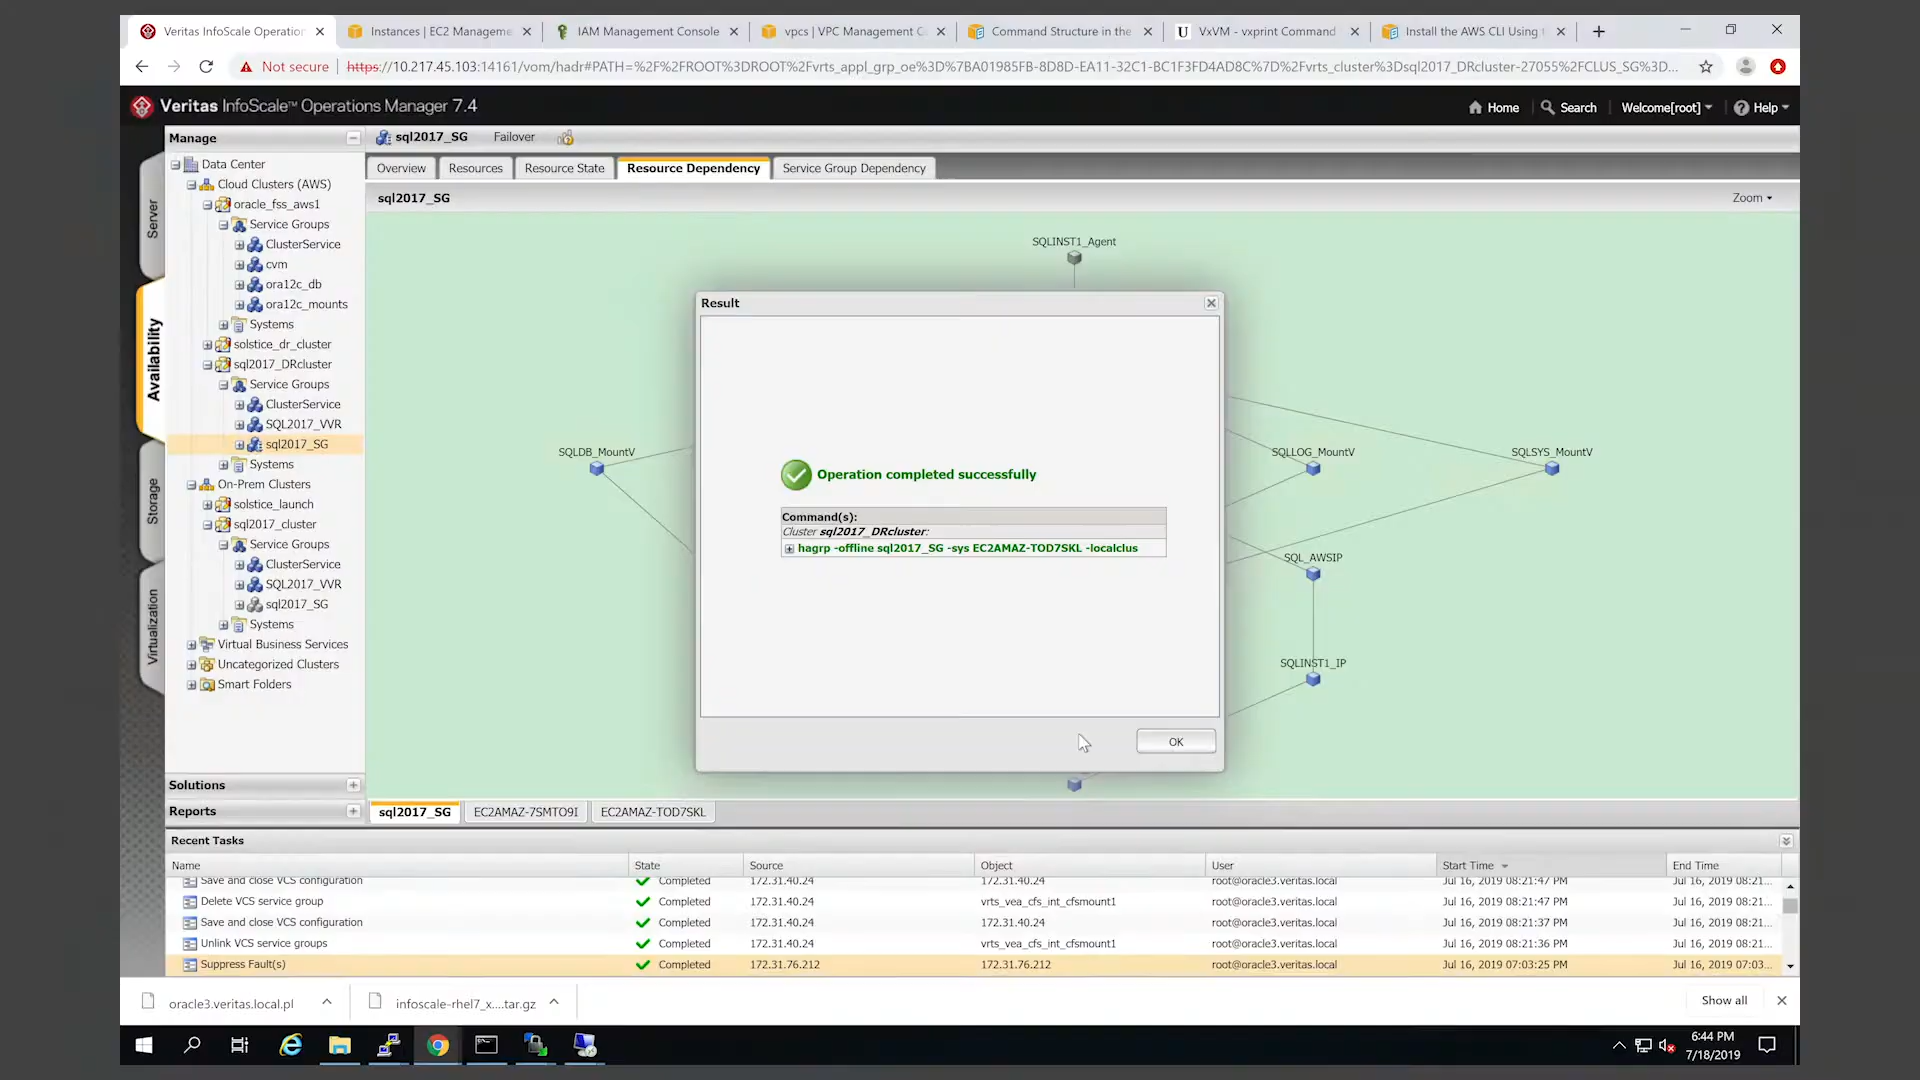 Veritas InfoScale Operation
Instances | EC2 Manageme
IAM Management Console
vpcs | VPC Management C
Command Structure in the
U VxVM - vxprint Command
Install the AWS CLI Using t
Not secure https://10.217.45.103:14161/vom/hadr#PATH=%2F%2FROOT%3DROOT%2Fvrts_appl_grp_oe%3D%7BA01985FB-8D8D-EA11-32C1-BC1F3FD4AD8C%7D%2Fvrts_cluster%3Dsql2017_DRcluster-27055%2FCLUS_SG%3D...
Veritas InfoScale™ Operations Manager 7.4
Home
Search
Welcome[root]
Help
Manage
sql2017_SG Failover
Data Center
Cloud Clusters (AWS)
oracle_fss_aws1
Service Groups
ClusterService
cvm
ora12c_db
ora12c_mounts
Systems
solstice_dr_cluster
sql2017_DRcluster
Service Groups
ClusterService
SQL2017_VVR
sql2017_SG
Systems
On-Prem Clusters
solstice_launch
sql2017_cluster
Service Groups
ClusterService
SQL2017_VVR
sql2017_SG
Systems
Virtual Business Services
Uncategorized Clusters
Smart Folders
Server
Availability
Storage
Virtualization
Solutions
Reports
Overview
Resources
Resource State
Resource Dependency
Service Group Dependency
sql2017_SG
Zoom
SQLINST1_Agent
SQLDB_MountV
SQLLOG_MountV
SQLSYS_MountV
SQL_AWSIP
SQLINST1_IP
Result
Operation completed successfully
Command(s):
Cluster sql2017_DRcluster:
hagrp -offline sql2017_SG -sys EC2AMAZ-TOD7SKL -localclus
OK
sql2017_SG
EC2AMAZ-7SMTO9I
EC2AMAZ-TOD7SKL
Recent Tasks
Name State Source Object User Start Time End Time
Save and close VCS configuration Completed 172.31.40.24 172.31.40.24 root@oracle3.veritas.local Jul 16, 2019 08:21:47 PM Jul 16, 2019 08:21...
Delete VCS service group Completed 172.31.40.24 vrts_vea_cfs_int_cfsmount1 root@oracle3.veritas.local Jul 16, 2019 08:21:47 PM Jul 16, 2019 08:21...
Save and close VCS configuration Completed 172.31.40.24 172.31.40.24 root@oracle3.veritas.local Jul 16, 2019 08:21:37 PM Jul 16, 2019 08:21...
Unlink VCS service groups Completed 172.31.40.24 vrts_vea_cfs_int_cfsmount1 root@oracle3.veritas.local Jul 16, 2019 08:21:36 PM Jul 16, 2019 08:21...
Suppress Fault(s) Completed 172.31.76.212 172.31.76.212 root@oracle3.veritas.local Jul 16, 2019 07:03:25 PM Jul 16, 2019 07:03...
oracle3.veritas.local.pl
infoscale-rhel7_x....tar.gz
Show all
6:44 PM
7/18/2019